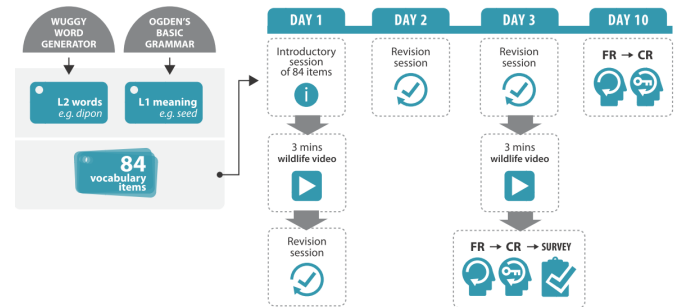 WUGGY
WORD
GENERATOR
OGDEN'S
BASIC
GRAMMAR
L2 words
e.g. dipon
L1 meaning
e.g. seed
84
vocabulary
items
DAY 1
DAY 2
DAY 3
DAY 10
Introductory
session
of 84 items
i
3 mins
wildlife video
Revision
session
Revision
session
Revision
session
3 mins
wildlife video
FR → CR → SURVEY
FR → CR